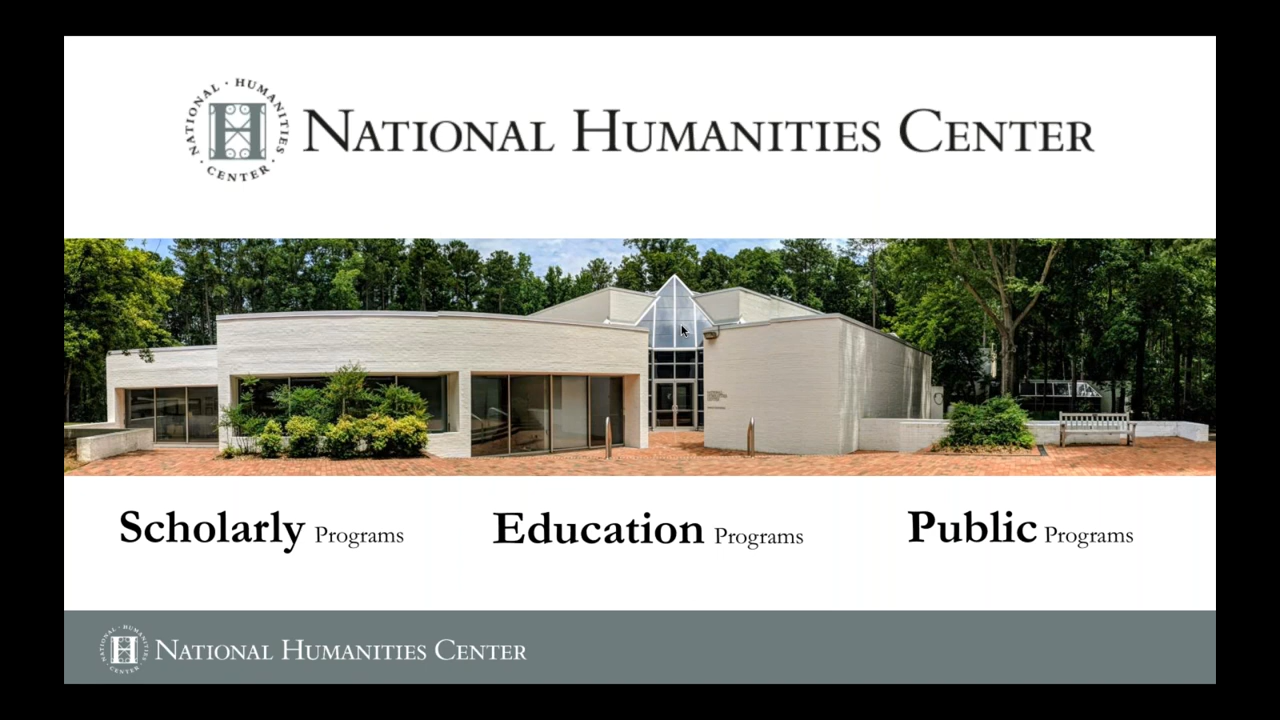 NATIONAL · HUMANITIES · CENTER ·
NATIONAL HUMANITIES CENTER
Scholarly Programs
Education Programs
Public Programs
NATIONAL · HUMANITIES · CENTER ·
NATIONAL HUMANITIES CENTER